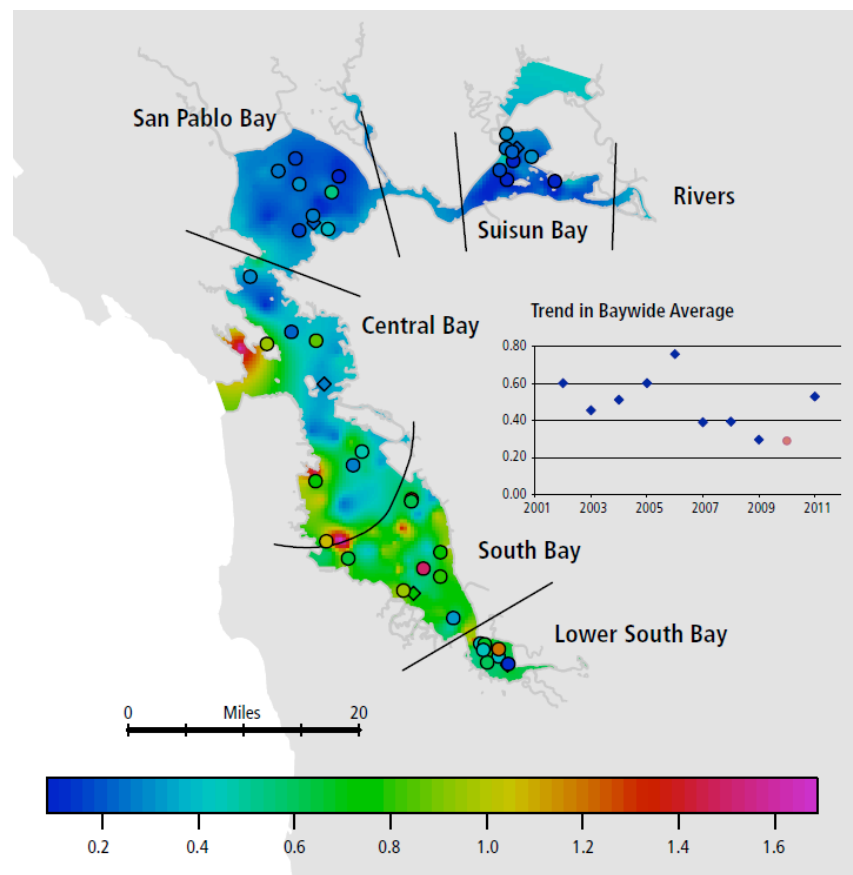 San Pablo Bay
Rivers
Suisun Bay
Central Bay
Trend in Baywide Average
0.80
0.60
0.40
0.20
0.00
2001 2003 2004 2005 2007 2009 2011
South Bay
Lower South Bay
0 Miles 20
0.2 0.4 0.6 0.8 1.0 1.2 1.4 1.6